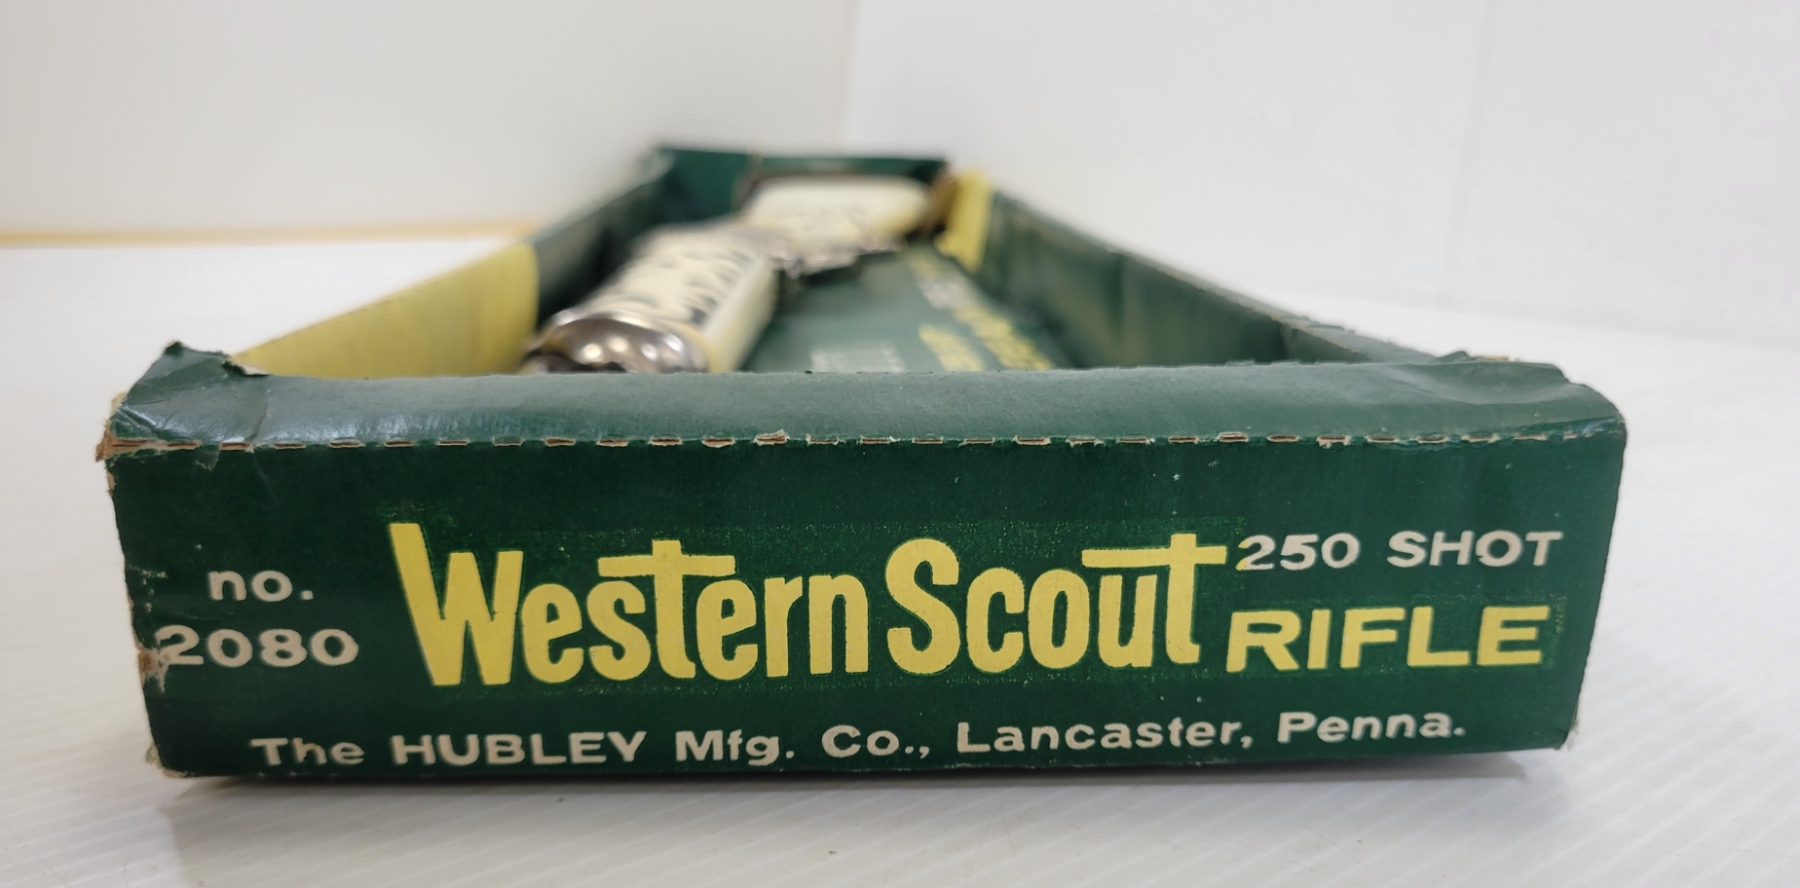 no.
2080
Western Scout
250 SHOT
RIFLE
The HUBLEY Mfg. Co., Lancaster, Penna.